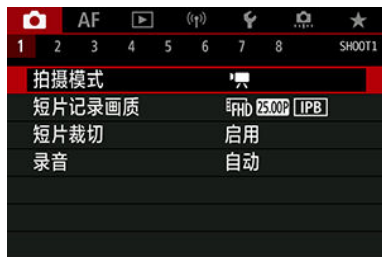 AF
1 2 3 4 5 6 7 8 SHOOT1
拍摄模式
短片记录画质 FHD 25.00P IPB
短片裁切 启用
录音 自动